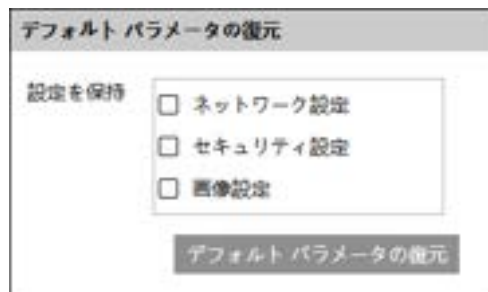 デフォルト パラメータの復元
設定を保持
ネットワーク設定
セキュリティ設定
画像設定
デフォルト パラメータの復元